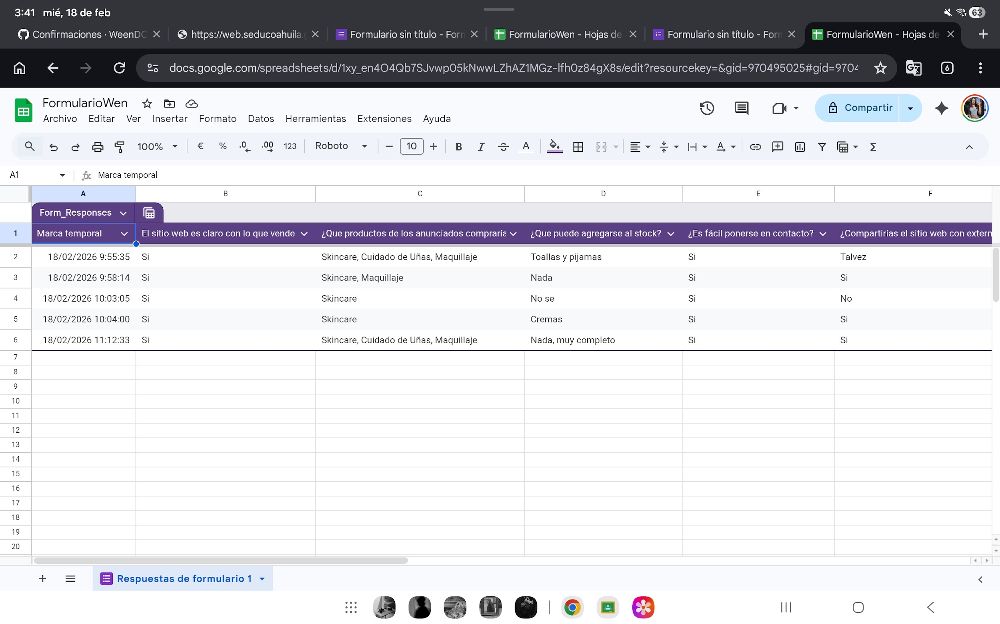 3:41 mié, 18 de feb 63
Confirmaciones · WeenDC https://web.seducoahuila.g Formulario sin título - Form FormularioWen - Hojas de Formulario sin título - Form FormularioWen - Hojas de
docs.google.com/spreadsheets/d/1xy_en4O4Qb7SJvwp05kNwwLZhAZ1MGz-lfh0z84gX8s/edit?resourcekey=&gid=970495025#gid=9704 6
FormularioWen
Archivo Editar Ver Insertar Formato Datos Herramientas Extensiones Ayuda
Compartir
100% € % .0 .00 123 Roboto 10 B I S A
A1 fx Marca temporal
A B C D E F
Form_Responses
1 Marca temporal El sitio web es claro con lo que vende ¿Que productos de los anunciados compraría ¿Que puede agregarse al stock? ¿Es fácil ponerse en contacto? ¿Compartirías el sitio web con extern
2 18/02/2026 9:55:35 Si Skincare, Cuidado de Uñas, Maquillaje Toallas y pijamas Si Talvez
3 18/02/2026 9:58:14 Si Skincare, Maquillaje Nada Si Si
4 18/02/2026 10:03:05 Si Skincare No se Si No
5 18/02/2026 10:04:00 Si Skincare Cremas Si Si
6 18/02/2026 11:12:33 Si Skincare, Cuidado de Uñas, Maquillaje Nada, muy completo Si Si
7
8
9
10
11
12
13
14
15
16
17
18
19
20
Respuestas de formulario 1